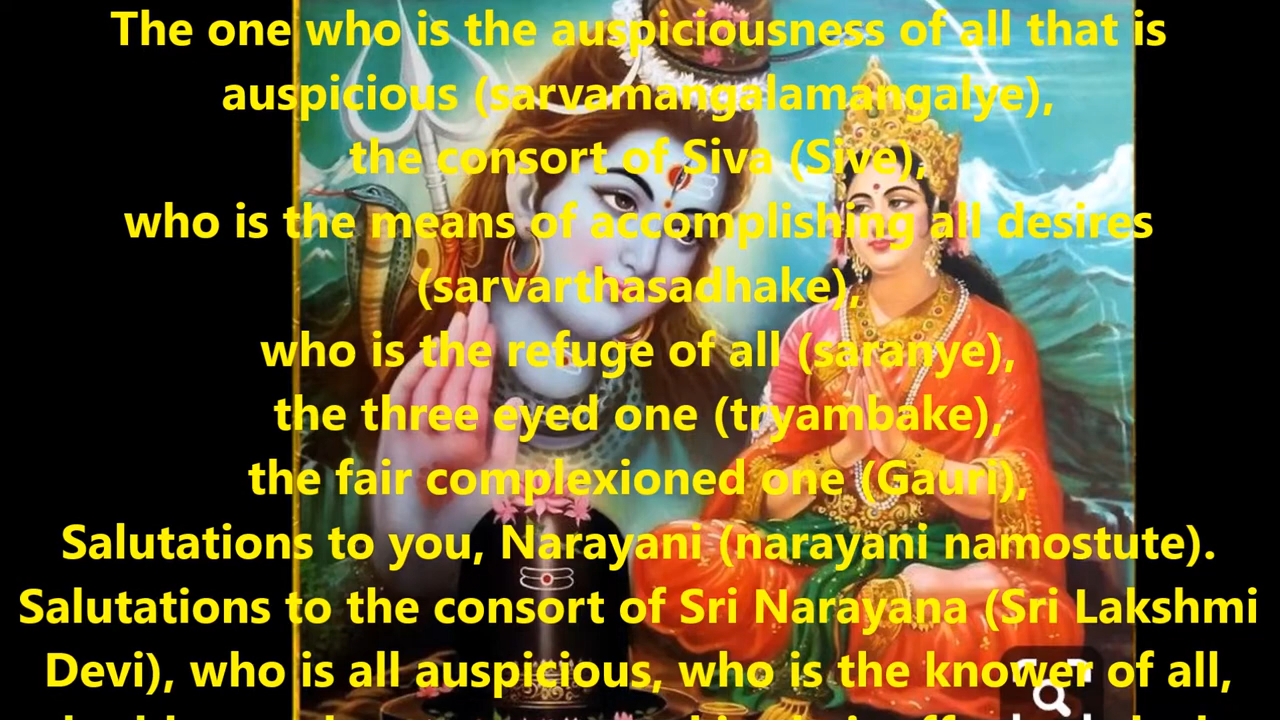 The one who is the auspiciousness of all that is
auspicious (sarvamangalamangalye),
the consort of Siva (Sive),
who is the means of accomplishing all desires
(sarvarthasadhake),
who is the refuge of all (saranye),
the three eyed one (tryambake),
the fair complexioned one (Gauri),
Salutations to you, Narayani (narayani namostute).
Salutations to the consort of Sri Narayana (Sri Lakshmi
Devi), who is all auspicious, who is the knower of all,